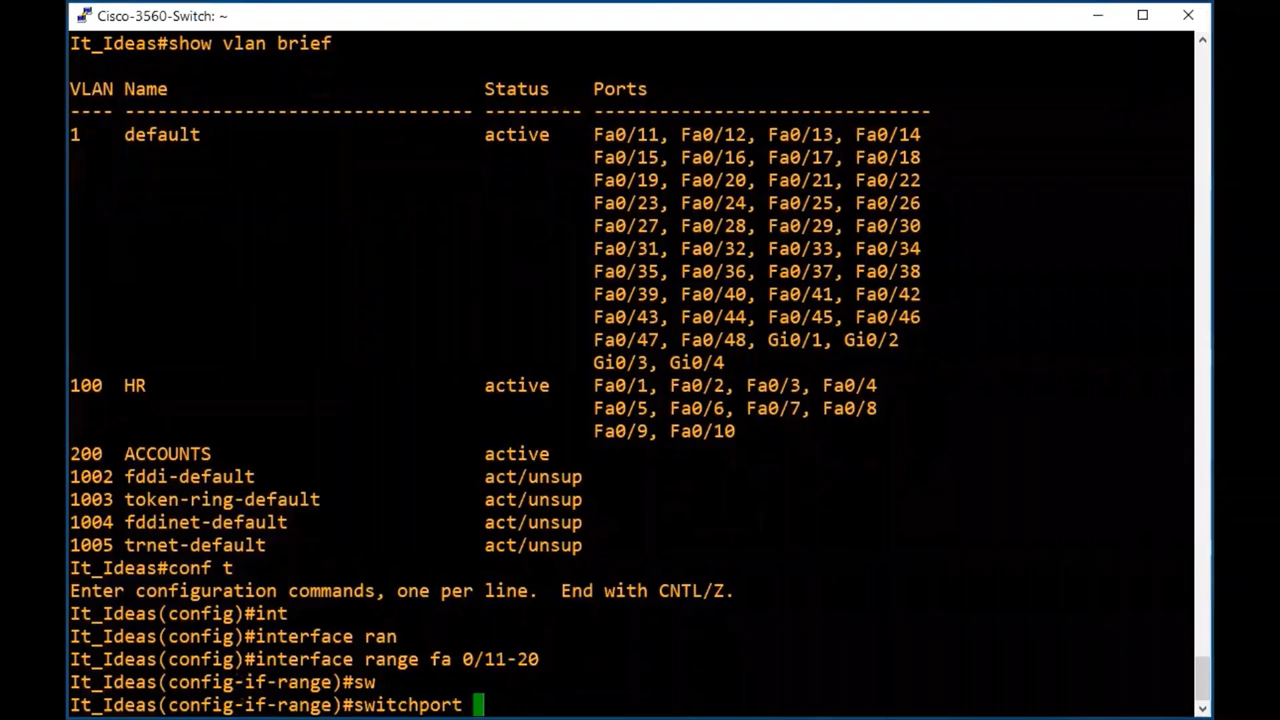 Cisco-3560-Switch: ~
It_Ideas#show vlan brief
VLAN Name                             Status    Ports
---- -------------------------------- --------- -------------------------------
1    default                          active    Fa0/11, Fa0/12, Fa0/13, Fa0/14
                                                Fa0/15, Fa0/16, Fa0/17, Fa0/18
                                                Fa0/19, Fa0/20, Fa0/21, Fa0/22
                                                Fa0/23, Fa0/24, Fa0/25, Fa0/26
                                                Fa0/27, Fa0/28, Fa0/29, Fa0/30
                                                Fa0/31, Fa0/32, Fa0/33, Fa0/34
                                                Fa0/35, Fa0/36, Fa0/37, Fa0/38
                                                Fa0/39, Fa0/40, Fa0/41, Fa0/42
                                                Fa0/43, Fa0/44, Fa0/45, Fa0/46
                                                Fa0/47, Fa0/48, Gi0/1, Gi0/2
                                                Gi0/3, Gi0/4
100  HR                               active    Fa0/1, Fa0/2, Fa0/3, Fa0/4
                                                Fa0/5, Fa0/6, Fa0/7, Fa0/8
                                                Fa0/9, Fa0/10
200  ACCOUNTS                         active
1002 fddi-default                     act/unsup
1003 token-ring-default               act/unsup
1004 fddinet-default                  act/unsup
1005 trnet-default                    act/unsup
It_Ideas#conf t
Enter configuration commands, one per line.  End with CNTL/Z.
It_Ideas(config)#int
It_Ideas(config)#interface ran
It_Ideas(config)#interface range fa 0/11-20
It_Ideas(config-if-range)#sw
It_Ideas(config-if-range)#switchport